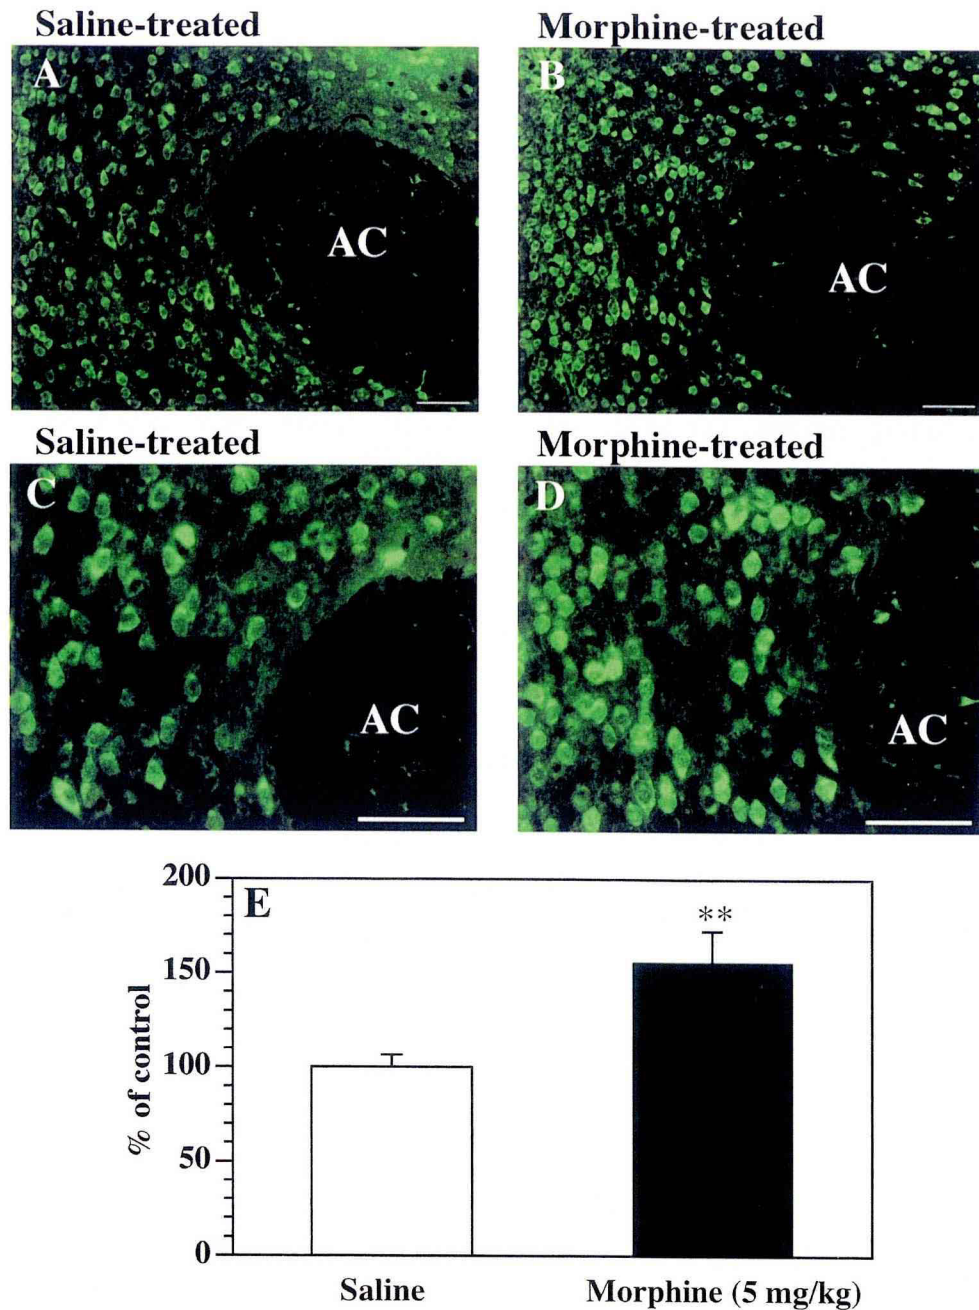 Saline-treated
Morphine-treated
A
B
AC
AC
Saline-treated
Morphine-treated
C
D
AC
AC
E
**
200
150
100
50
0
% of control
Saline
Morphine (5 mg/kg)